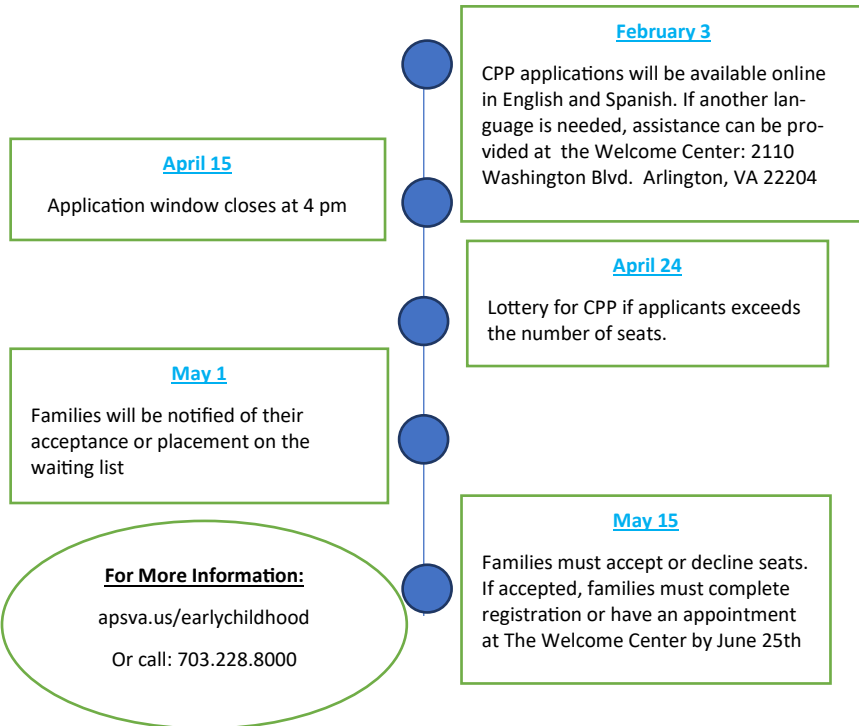 February 3
CPP applications will be available online
in English and Spanish. If another lan-
guage is needed, assistance can be pro-
vided at  the Welcome Center: 2110
Washington Blvd.  Arlington, VA 22204
April 15
Application window closes at 4 pm
April 24
Lottery for CPP if applicants exceeds
the number of seats.
May 1
Families will be notified of their
acceptance or placement on the
waiting list
May 15
Families must accept or decline seats.
If accepted, families must complete
registration or have an appointment
at The Welcome Center by June 25th
For More Information:
apsva.us/earlychildhood
Or call: 703.228.8000